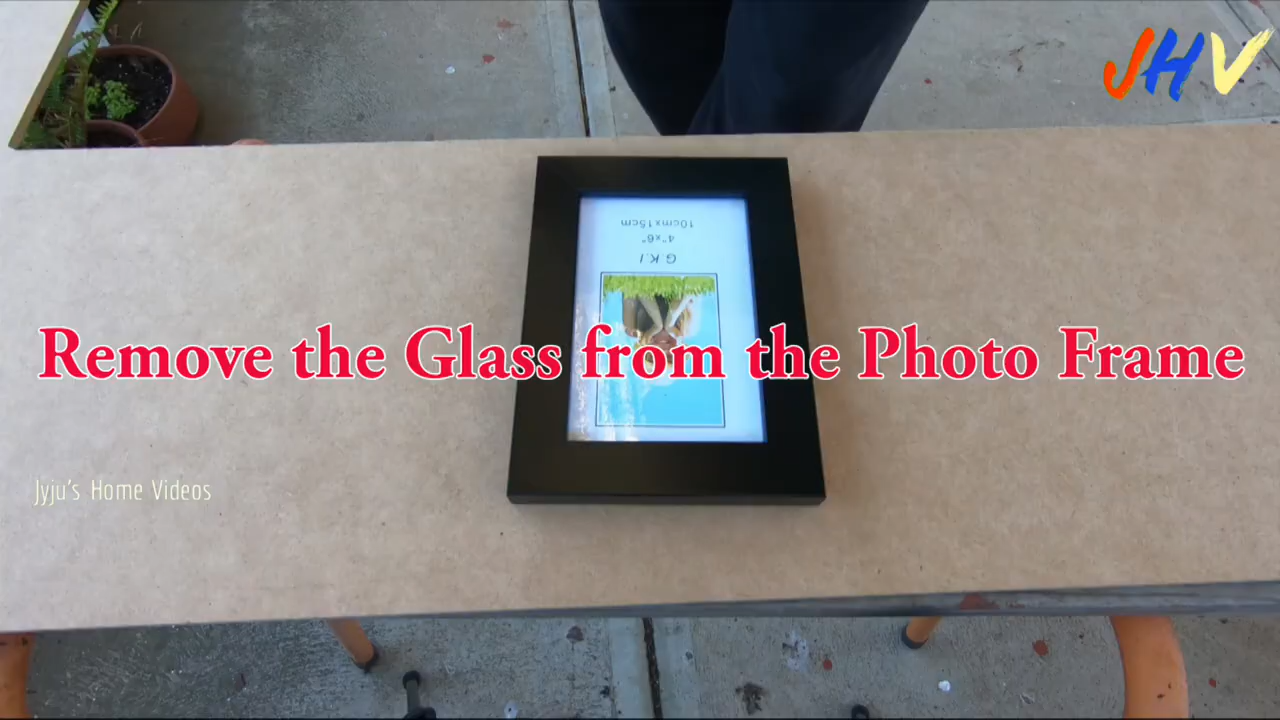 JHV
10cmx15cm
4"x6"
G.K.I
Remove the Glass from the Photo Frame
Jyju's Home Videos